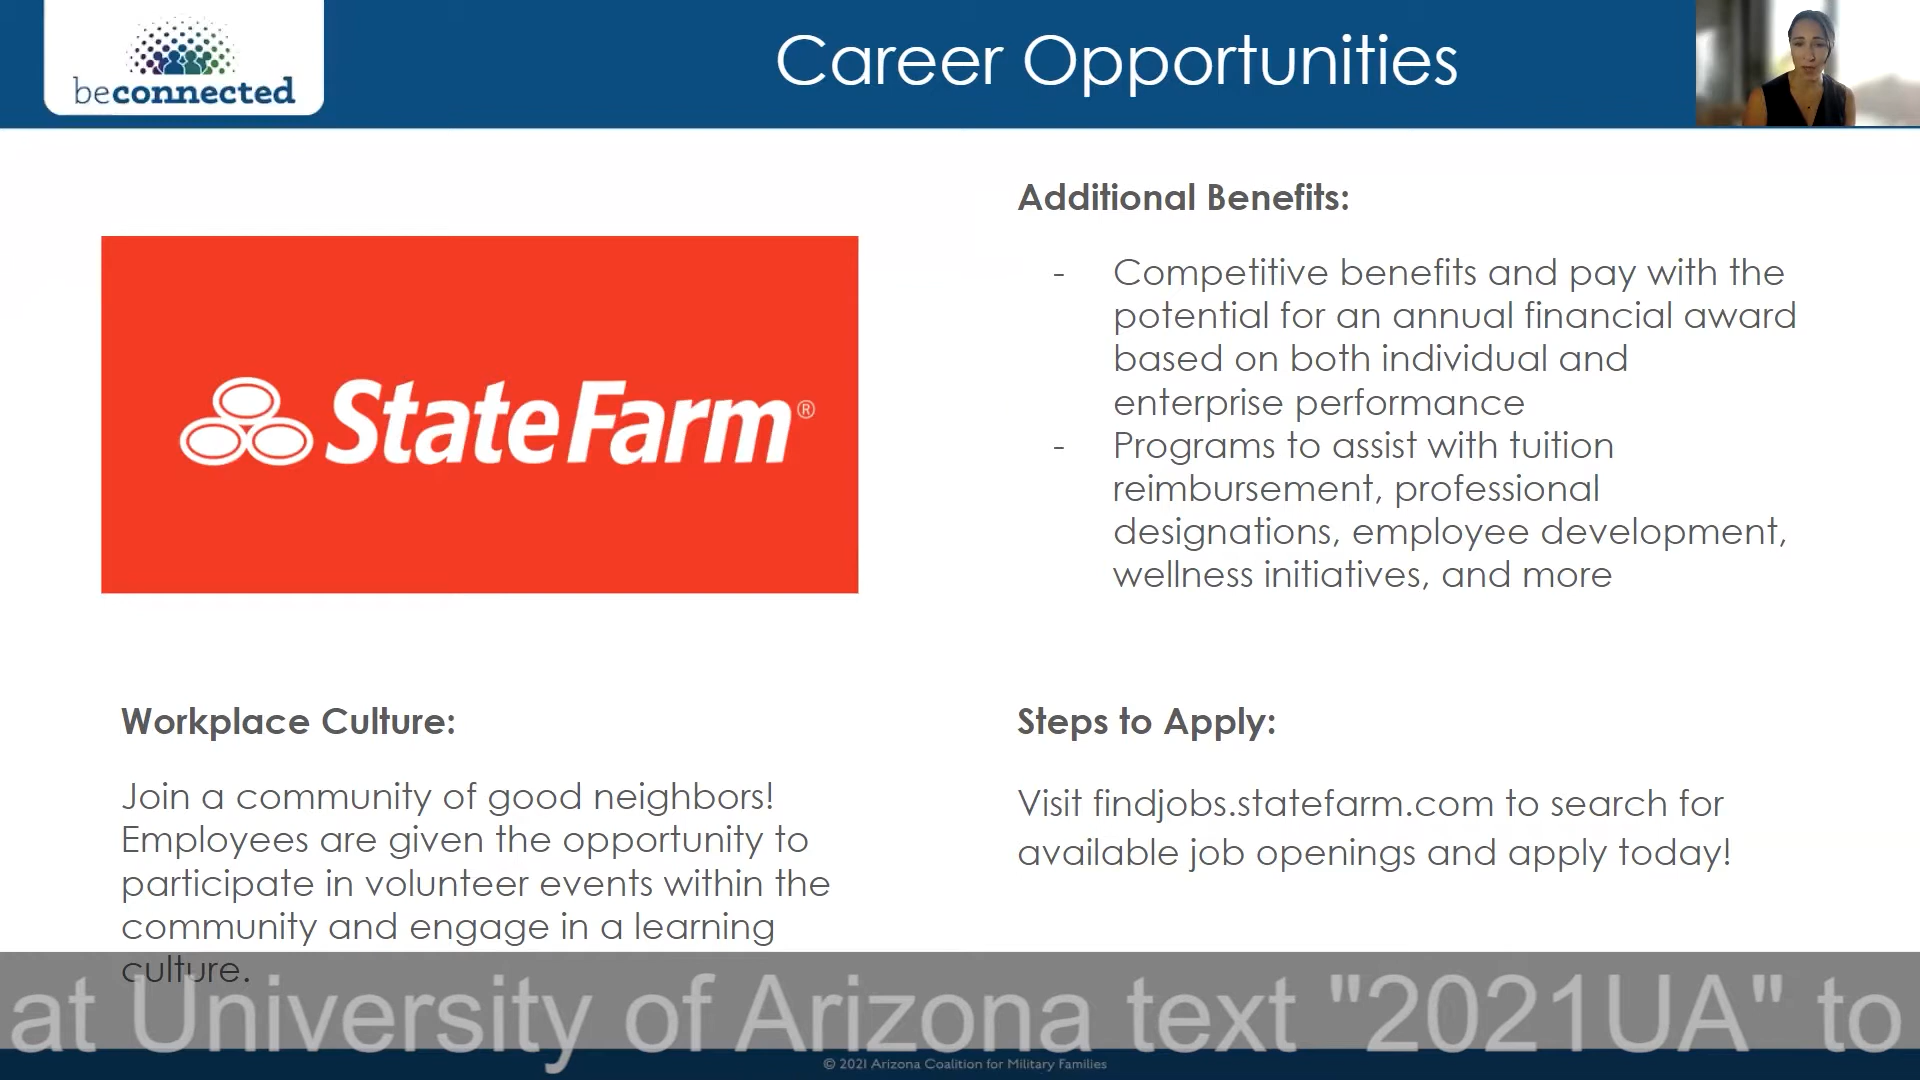 beconnected
Career Opportunities
StateFarm®
Additional Benefits:
- Competitive benefits and pay with the
potential for an annual financial award
based on both individual and
enterprise performance
- Programs to assist with tuition
reimbursement, professional
designations, employee development,
wellness initiatives, and more
Workplace Culture:
Join a community of good neighbors!
Employees are given the opportunity to
participate in volunteer events within the
community and engage in a learning
culture.
Steps to Apply:
Visit findjobs.statefarm.com to search for
available job openings and apply today!
at University of Arizona text "2021UA" to
© 2021 Arizona Coalition for Military Families